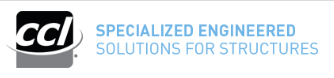 ccl
SPECIALIZED ENGINEERED
SOLUTIONS FOR STRUCTURES